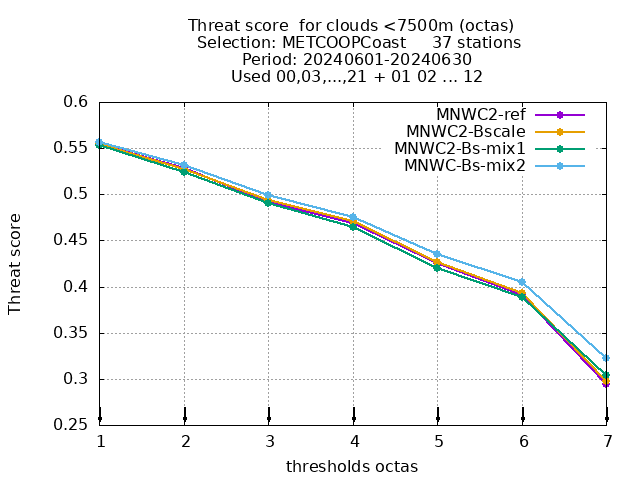 Threat score  for clouds <7500m (octas)
Selection: METCOOPCoast     37 stations
Period: 20240601-20240630
Used 00,03,...,21 + 01 02 ... 12
MNWC2-ref
MNWC2-Bscale
MNWC2-Bs-mix1
MNWC-Bs-mix2
0.6
0.55
0.5
0.45
0.4
0.35
0.3
0.25
Threat score
1 2 3 4 5 6 7
thresholds octas